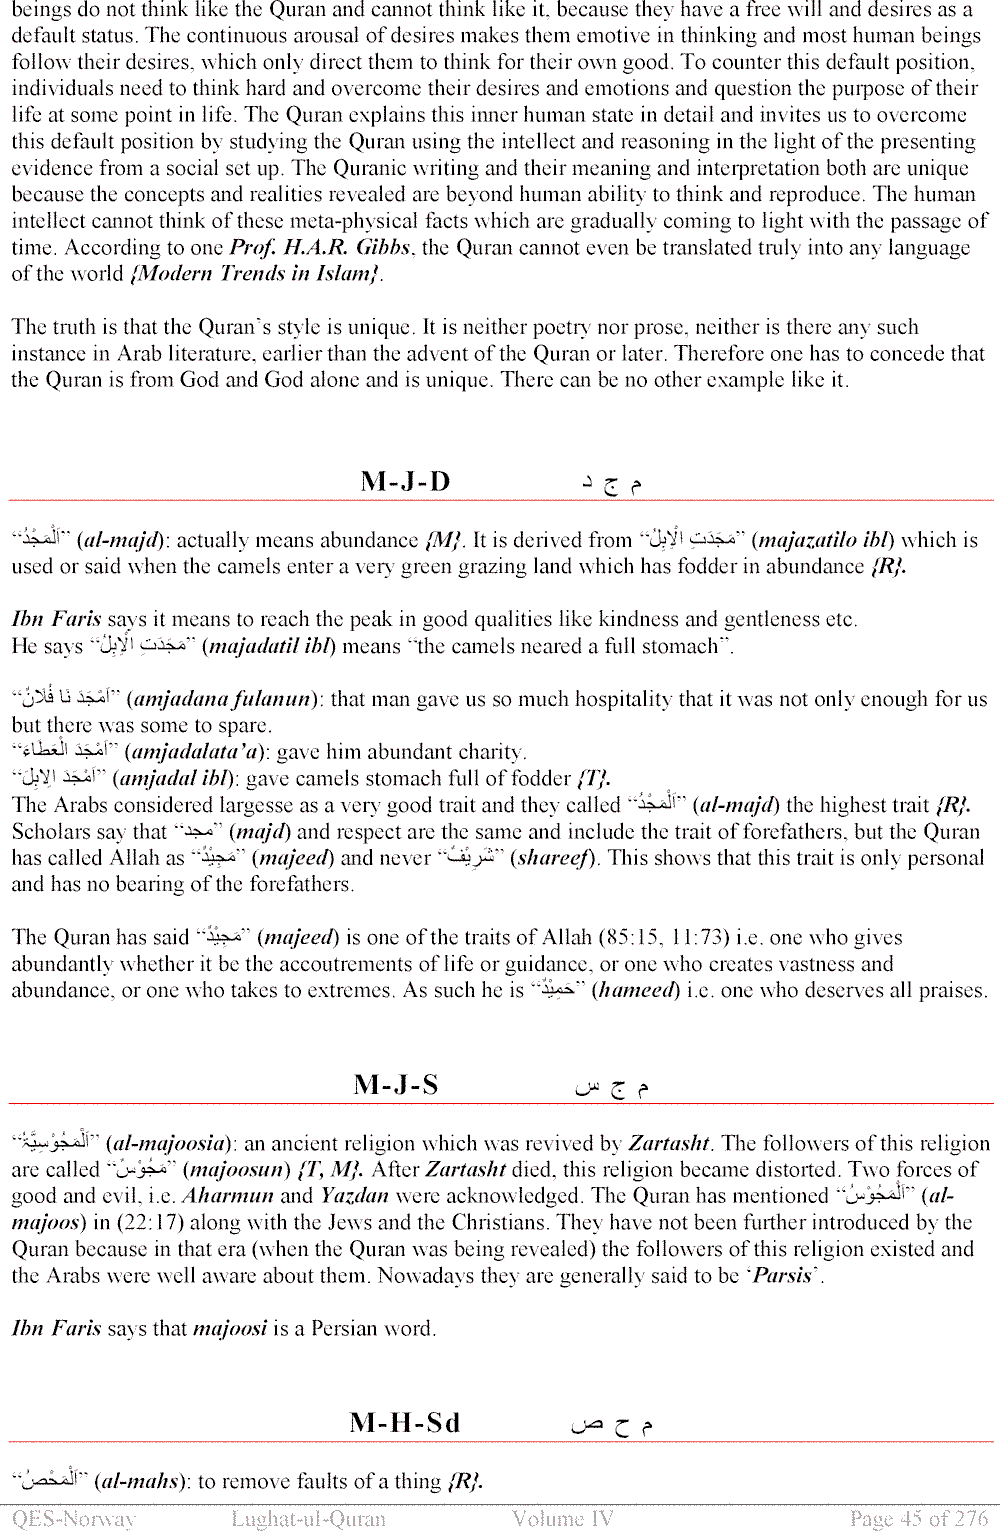 beings do not think like the Quran and cannot think like it, because they have a free will and desires as a
default status. The continuous arousal of desires makes them emotive in thinking and most human beings
follow their desires, which only direct them to think for their own good. To counter this default position,
individuals need to think hard and overcome their desires and emotions and question the purpose of their
life at some point in life. The Quran explains this inner human state in detail and invites us to overcome
this default position by studying the Quran using the intellect and reasoning in the light of the presenting
evidence from a social set up. The Quranic writing and their meaning and interpretation both are unique
because the concepts and realities revealed are beyond human ability to think and reproduce. The human
intellect cannot think of these meta-physical facts which are gradually coming to light with the passage of
time. According to one Prof. H.A.R. Gibbs, the Quran cannot even be translated truly into any language
of the world {Modern Trends in Islam}.
The truth is that the Quran's style is unique. It is neither poetry nor prose, neither is there any such
instance in Arab literature, earlier than the advent of the Quran or later. Therefore one has to concede that
the Quran is from God and God alone and is unique. There can be no other example like it.
M-J-D م ج د
“اَلْمَجْدُ” (al-majd): actually means abundance {M}. It is derived from “مَجَدَتِ الْاِبِلُ” (majazatilo ibl) which is
used or said when the camels enter a very green grazing land which has fodder in abundance {R}.
Ibn Faris says it means to reach the peak in good qualities like kindness and gentleness etc.
He says “مَجَدَتِ الْاِبِلُ” (majadatil ibl) means “the camels neared a full stomach”.
“اَمْجَدَ نَا فُلَانٌ” (amjadana fulanun): that man gave us so much hospitality that it was not only enough for us
but there was some to spare.
“اَمْجَدَ الْعَطَاءَ” (amjadalata’a): gave him abundant charity.
“اَمْجَدَ الاِبِلَ” (amjadal ibl): gave camels stomach full of fodder {T}.
The Arabs considered largesse as a very good trait and they called “اَلْمَجْدُ” (al-majd) the highest trait {R}.
Scholars say that “مجد” (majd) and respect are the same and include the trait of forefathers, but the Quran
has called Allah as “مَجِيْدٌ” (majeed) and never “شَرِيْفٌ” (shareef). This shows that this trait is only personal
and has no bearing of the forefathers.
The Quran has said “مَجِيْدٌ” (majeed) is one of the traits of Allah (85:15, 11:73) i.e. one who gives
abundantly whether it be the accoutrements of life or guidance, or one who creates vastness and
abundance, or one who takes to extremes. As such he is “حَمِيْدٌ” (hameed) i.e. one who deserves all praises.
M-J-S م ج س
“اَلْمَجُوْسِيَّةُ” (al-majoosia): an ancient religion which was revived by Zartasht. The followers of this religion
are called “مَجُوْسٌ” (majoosun) {T, M}. After Zartasht died, this religion became distorted. Two forces of
good and evil, i.e. Aharmun and Yazdan were acknowledged. The Quran has mentioned “اَلْمَجُوْسُ” (al-
majoos) in (22:17) along with the Jews and the Christians. They have not been further introduced by the
Quran because in that era (when the Quran was being revealed) the followers of this religion existed and
the Arabs were well aware about them. Nowadays they are generally said to be ‘Parsis’.
Ibn Faris says that majoosi is a Persian word.
M-H-Sd م ح ص
“اَلْمَحْصُ” (al-mahs): to remove faults of a thing {R}.
QES-Norway Lughat-ul-Quran Volume IV Page 45 of 276